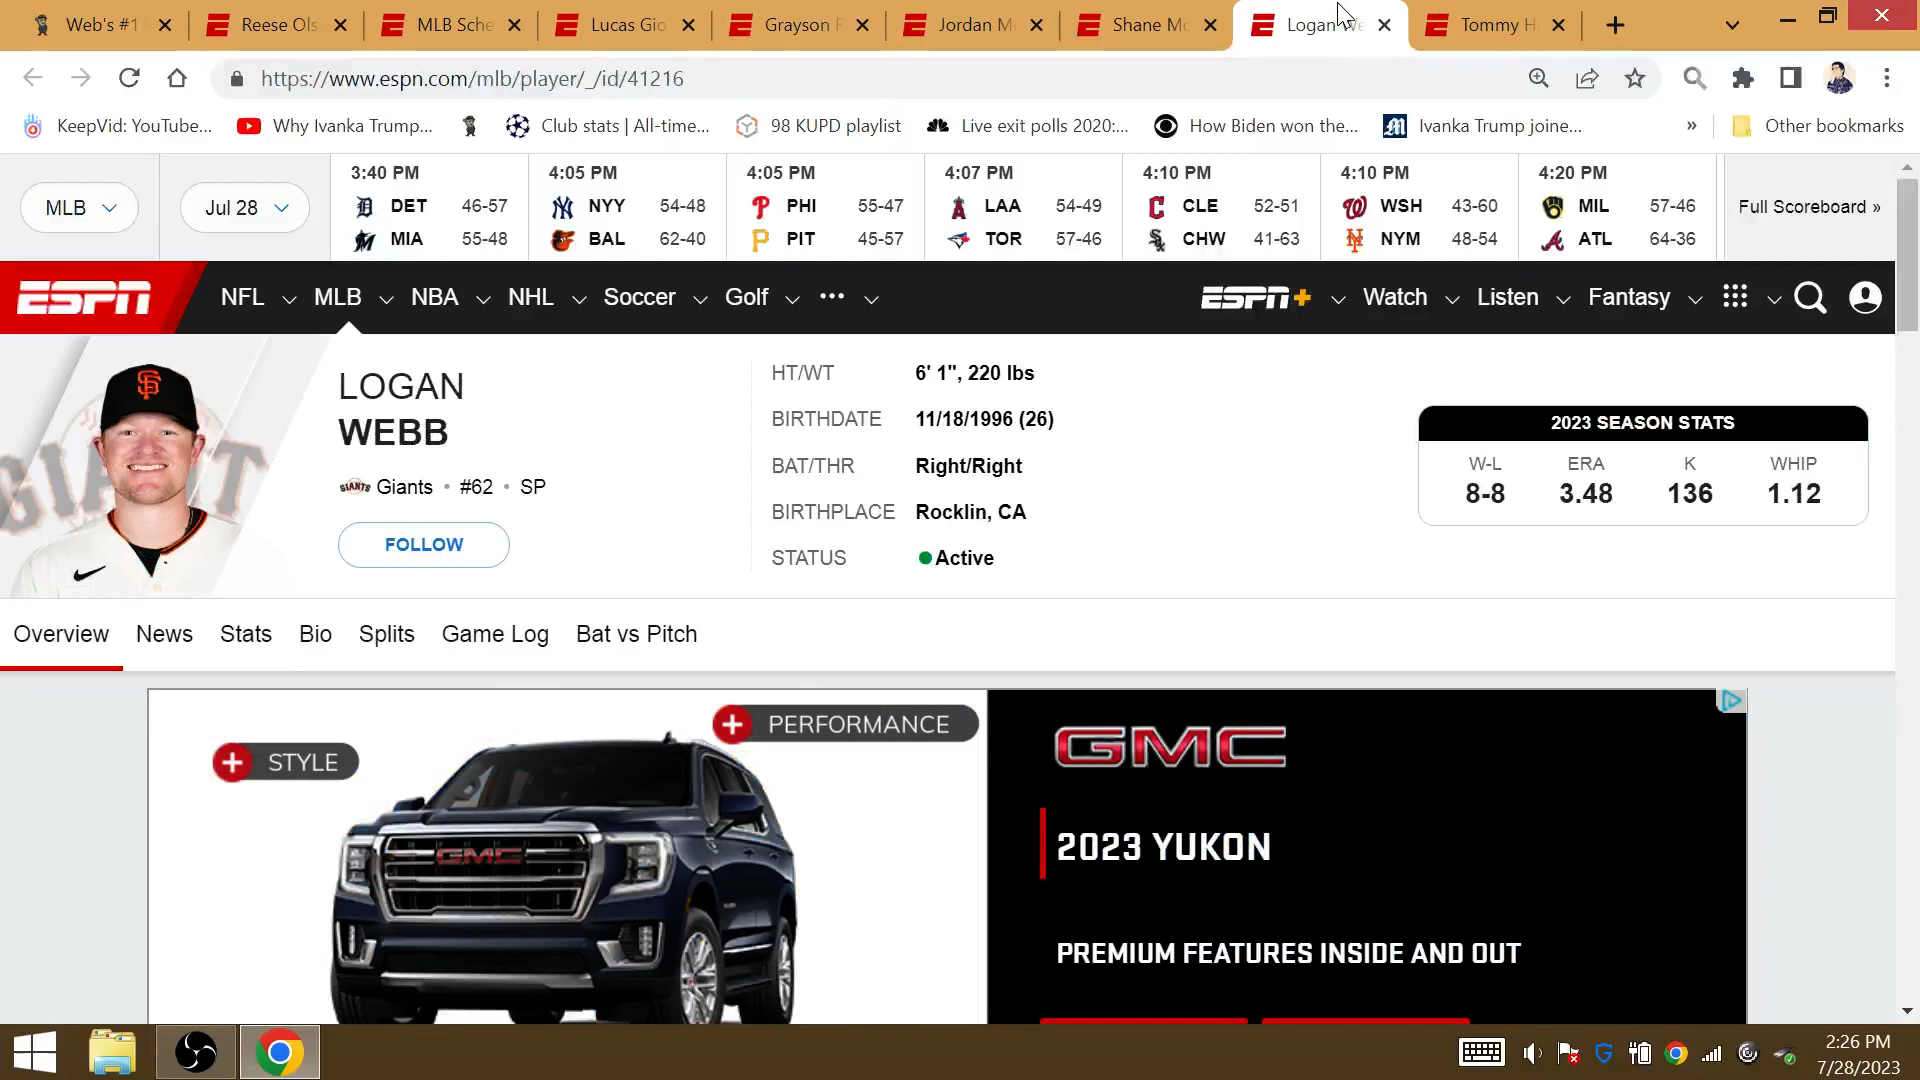 Web's #1
Reese Ols
MLB Sche
Lucas Gio
Grayson R
Jordan M
Shane Mc
Logan We
Tommy H
https://www.espn.com/mlb/player/_/id/41216
KeepVid: YouTube...
Why Ivanka Trump...
Club stats | All-time...
98 KUPD playlist
Live exit polls 2020:...
How Biden won the...
Ivanka Trump joine...
»
Other bookmarks
MLB
Jul 28
3:40 PM
DET 46-57
MIA 55-48
4:05 PM
NYY 54-48
BAL 62-40
4:05 PM
PHI 55-47
PIT 45-57
4:07 PM
LAA 54-49
TOR 57-46
4:10 PM
CLE 52-51
CHW 41-63
4:10 PM
WSH 43-60
NYM 48-54
4:20 PM
MIL 57-46
ATL 64-36
Full Scoreboard »
ESPN
NFL
MLB
NBA
NHL
Soccer
Golf
ESPN+
Watch
Listen
Fantasy
LOGAN
WEBB
Giants • #62 • SP
FOLLOW
HT/WT 6' 1", 220 lbs
BIRTHDATE 11/18/1996 (26)
BAT/THR Right/Right
BIRTHPLACE Rocklin, CA
STATUS Active
2023 SEASON STATS
W-L ERA K WHIP
8-8 3.48 136 1.12
Overview News Stats Bio Splits Game Log Bat vs Pitch
+ PERFORMANCE
+ STYLE
GMC
GMC
2023 YUKON
PREMIUM FEATURES INSIDE AND OUT
2:26 PM
7/28/2023